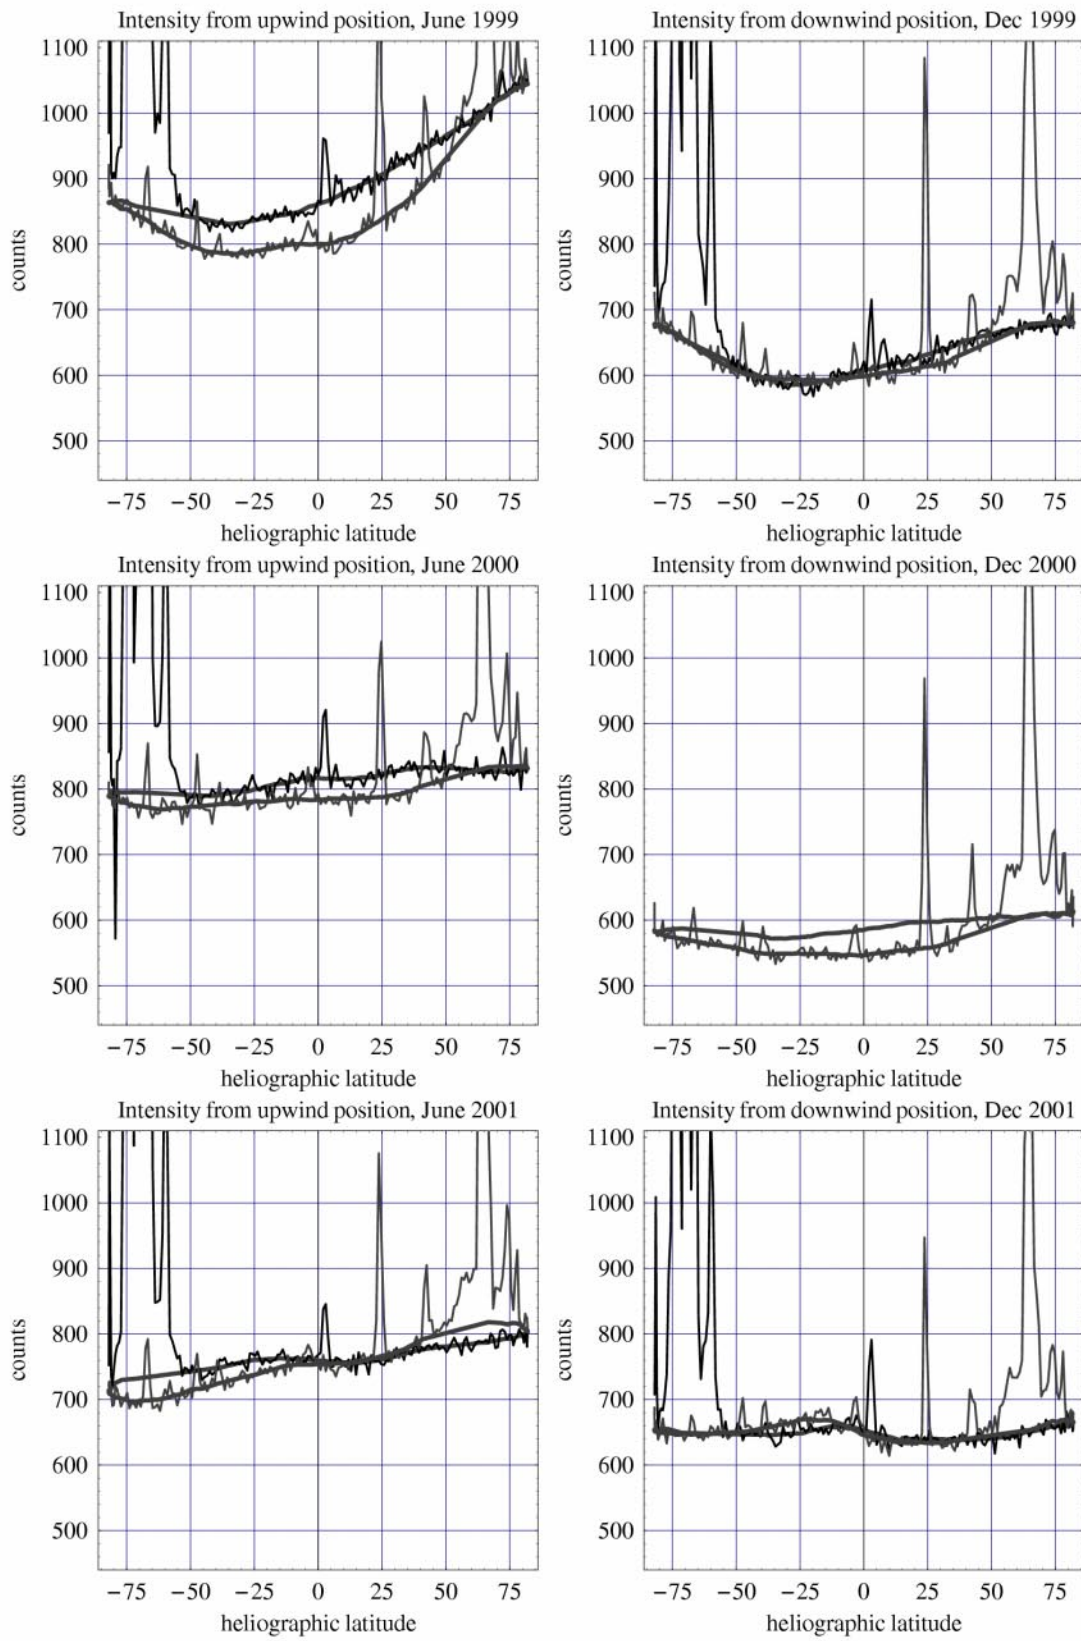 Intensity from upwind position, June 1999
1100
1000
900
800
700
600
500
counts
−75 −50 −25 0 25 50 75
heliographic latitude
Intensity from downwind position, Dec 1999
1100
1000
900
800
700
600
500
counts
−75 −50 −25 0 25 50 75
heliographic latitude
Intensity from upwind position, June 2000
1100
1000
900
800
700
600
500
counts
−75 −50 −25 0 25 50 75
heliographic latitude
Intensity from downwind position, Dec 2000
1100
1000
900
800
700
600
500
counts
−75 −50 −25 0 25 50 75
heliographic latitude
Intensity from upwind position, June 2001
1100
1000
900
800
700
600
500
counts
−75 −50 −25 0 25 50 75
heliographic latitude
Intensity from downwind position, Dec 2001
1100
1000
900
800
700
600
500
counts
−75 −50 −25 0 25 50 75
heliographic latitude